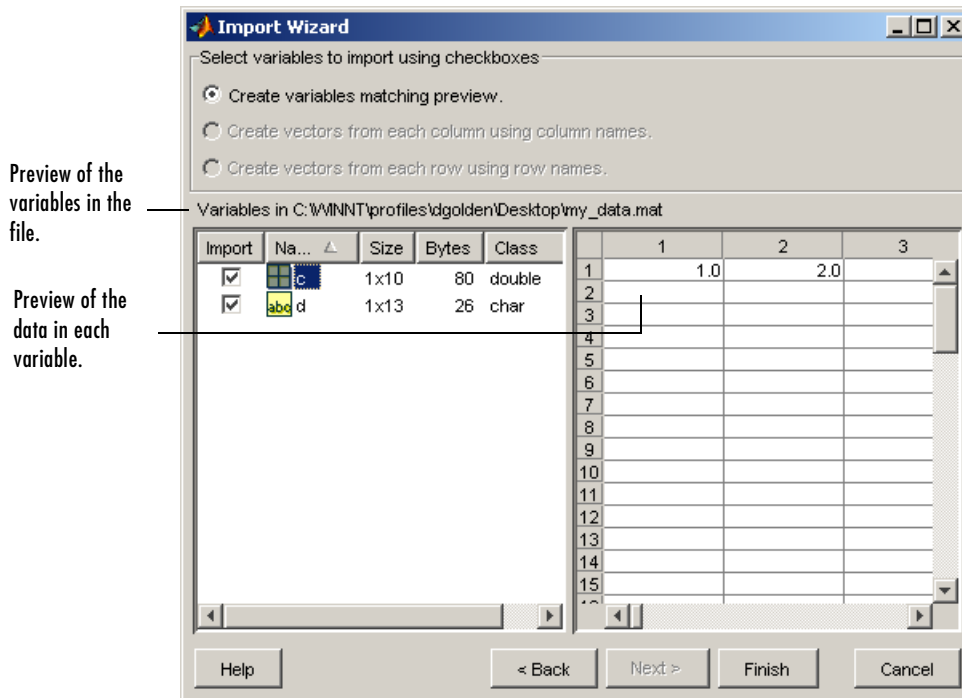 Import Wizard
Select variables to import using checkboxes
Create variables matching preview.
Create vectors from each column using column names.
Create vectors from each row using row names.
Preview of the
variables in the
file.
Variables in C:\WINNT\profiles\dgolden\Desktop\my_data.mat
Import Na... Size Bytes Class
c 1x10 80 double
abc d 1x13 26 char
Preview of the
data in each
variable.
1 2 3
1 1.0 2.0
2
3
4
5
6
7
8
9
10
11
12
13
14
15
Help < Back Next > Finish Cancel